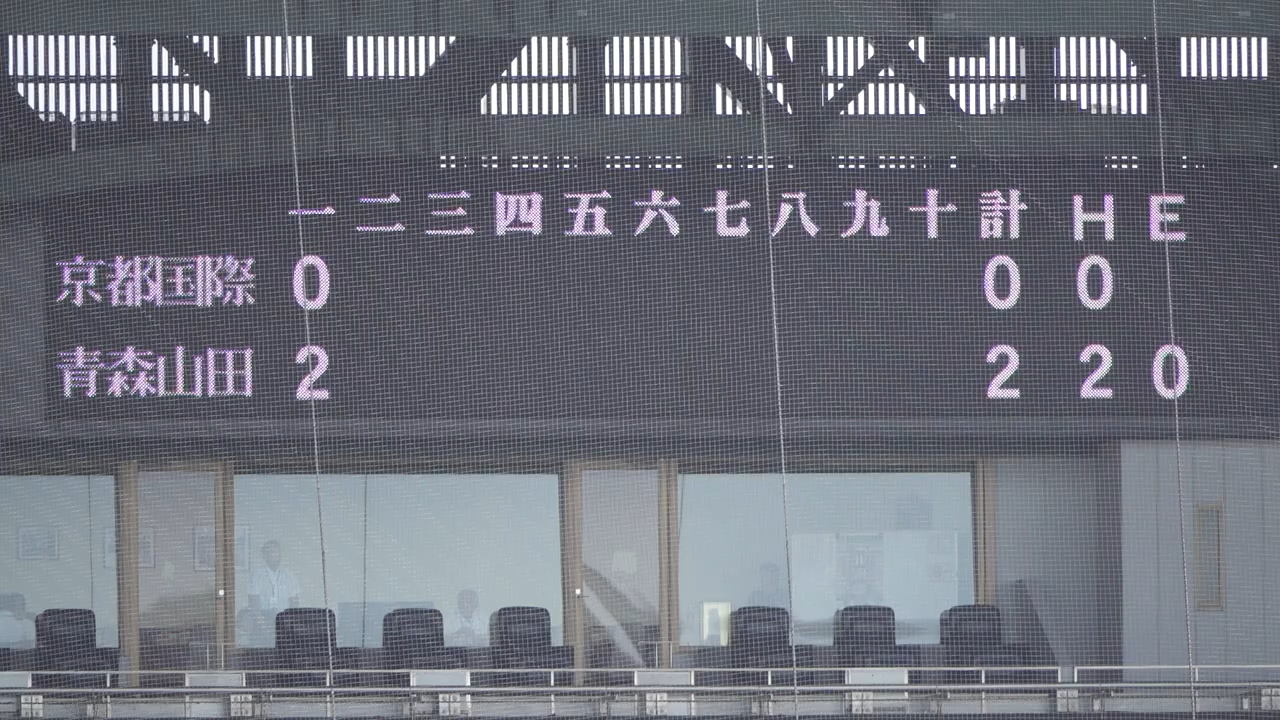 一 二 三 四 五 六 七 八 九 十 計 H E
京都国際 0 0 0
青森山田 2 2 2 0